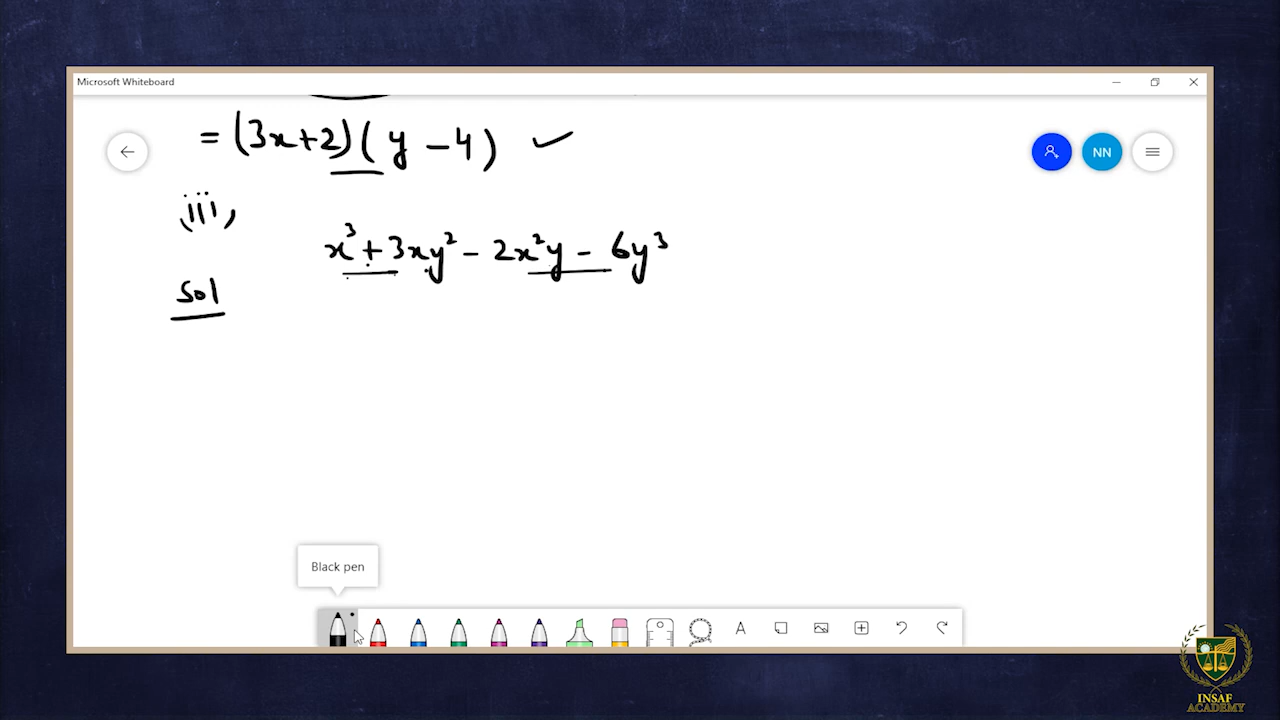 Microsoft Whiteboard
= (3x+2)(y-4) ✓
(iii)
x³ + 3xy² - 2x²y - 6y³
Sol
NN
Black pen
A
INSAF
ACADEMY